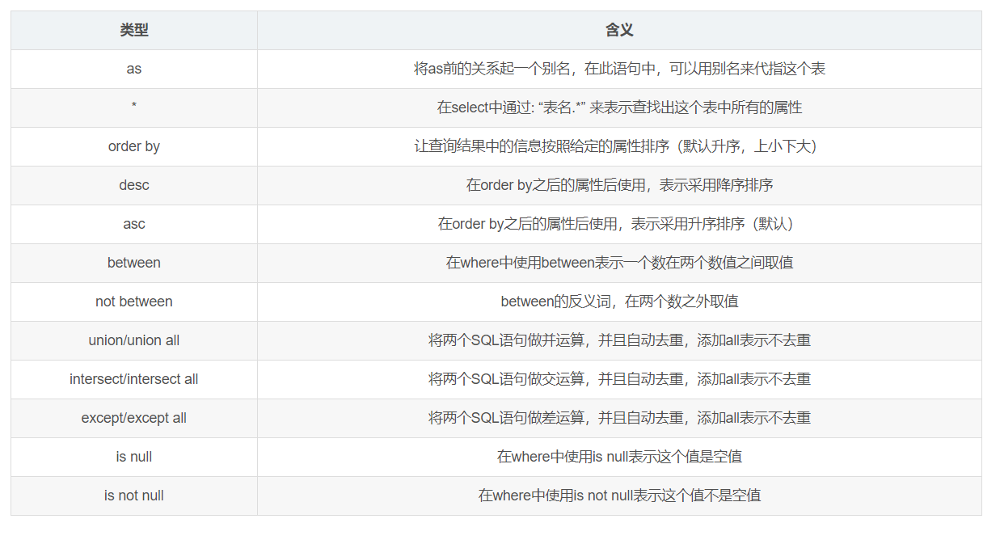 类型 含义
as 将as前的关系起一个别名，在此语句中，可以用别名来代指这个表
* 在select中通过: “表名.*” 来表示查找出这个表中所有的属性
order by 让查询结果中的信息按照给定的属性排序（默认升序，上小下大）
desc 在order by之后的属性后使用，表示采用降序排序
asc 在order by之后的属性后使用，表示采用升序排序（默认）
between 在where中使用between表示一个数在两个数值之间取值
not between between的反义词，在两个数之外取值
union/union all 将两个SQL语句做并运算，并且自动去重，添加all表示不去重
intersect/intersect all 将两个SQL语句做交运算，并且自动去重，添加all表示不去重
except/except all 将两个SQL语句做差运算，并且自动去重，添加all表示不去重
is null 在where中使用is null表示这个值是空值
is not null 在where中使用is not null表示这个值不是空值